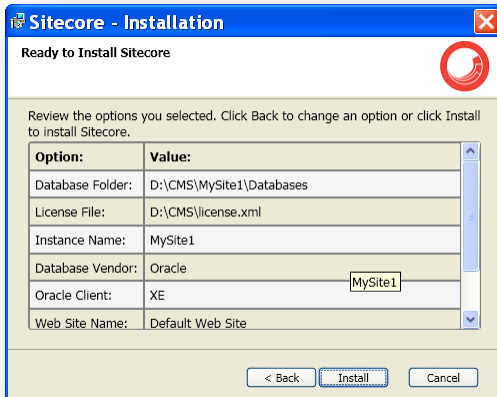 Sitecore - Installation
Ready to Install Sitecore
Review the options you selected. Click Back to change an option or click Install
to install Sitecore.
Option: Value:
Database Folder: D:\CMS\MySite1\Databases
License File: D:\CMS\license.xml
Instance Name: MySite1
Database Vendor: Oracle
MySite1
Oracle Client: XE
Web Site Name: Default Web Site
< Back Install Cancel